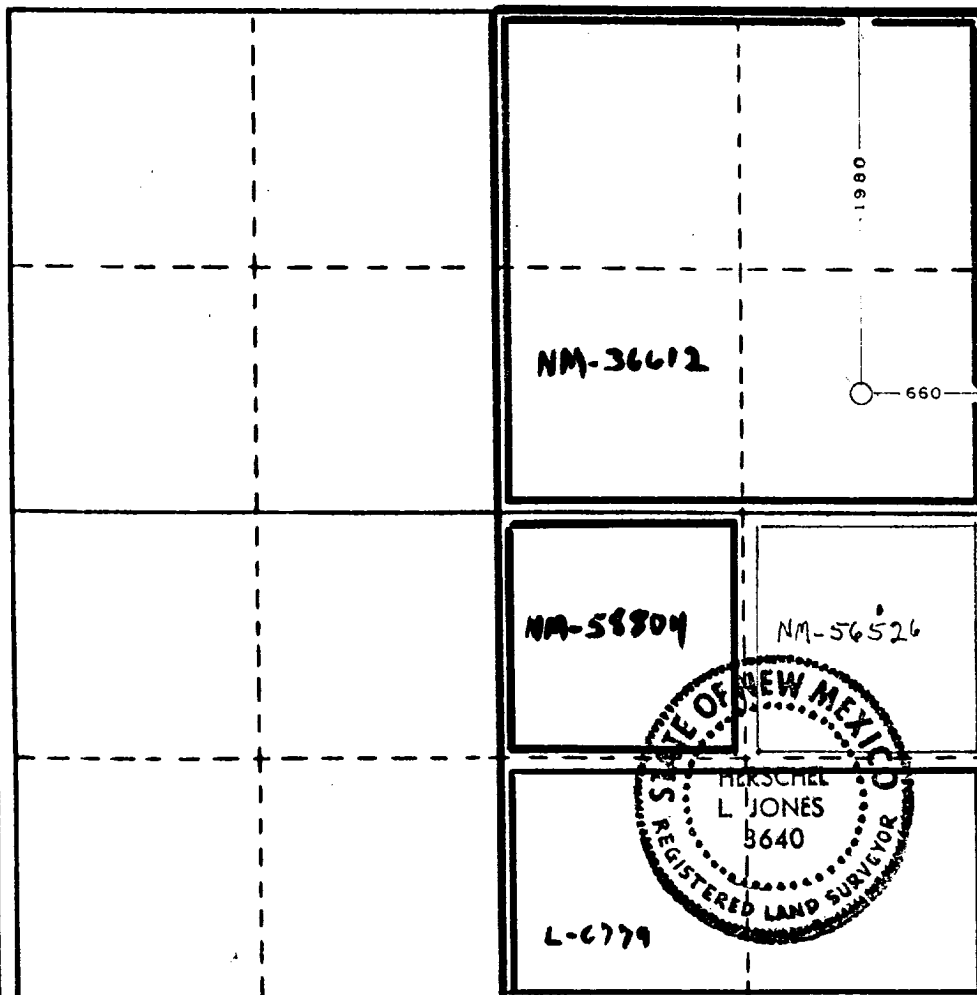 1980
660
NM-36612
NM-58804
NM-56526
STATE OF NEW MEXICO
HERSCHEL
L. JONES
3640
REGISTERED LAND SURVEYOR
L-6779